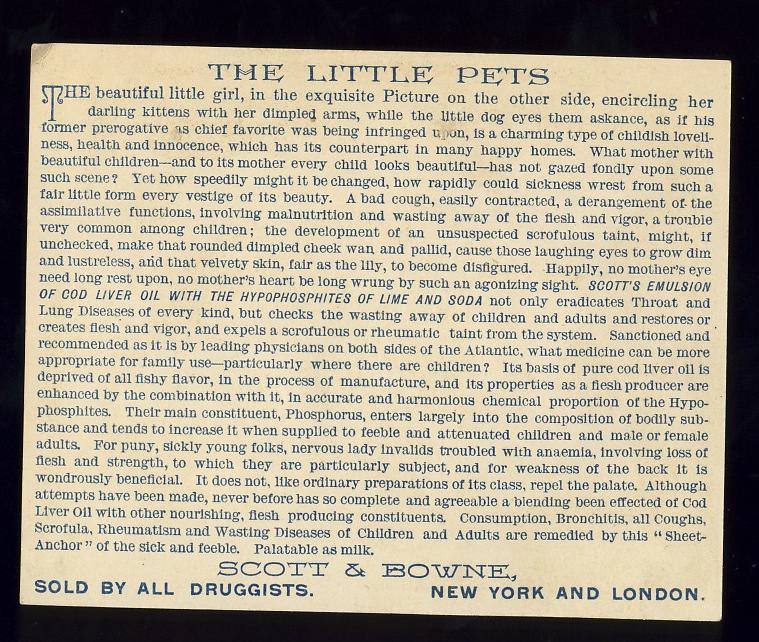 THE LITTLE PETS
THE beautiful little girl, in the exquisite Picture on the other side, encircling her
darling kittens with her dimpled arms, while the little dog eyes them askance, as if his
former prerogative as chief favorite was being infringed upon, is a charming type of childish loveli-
ness, health and innocence, which has its counterpart in many happy homes. What mother with
beautiful children—and to its mother every child looks beautiful—has not gazed fondly upon some
such scene? Yet how speedily might it be changed, how rapidly could sickness wrest from such a
fair little form every vestige of its beauty. A bad cough, easily contracted, a derangement of the
assimilative functions, involving malnutrition and wasting away of the flesh and vigor, a trouble
very common among children; the development of an unsuspected scrofulous taint, might, if
unchecked, make that rounded dimpled cheek wan and pallid, cause those laughing eyes to grow dim
and lustreless, and that velvety skin, fair as the lily, to become disfigured. Happily, no mother's eye
need long rest upon, no mother's heart be long wrung by such an agonizing sight. SCOTT'S EMULSION
OF COD LIVER OIL WITH THE HYPOPHOSPHITES OF LIME AND SODA not only eradicates Throat and
Lung Diseases of every kind, but checks the wasting away of children and adults and restores or
creates flesh and vigor, and expels a scrofulous or rheumatic taint from the system. Sanctioned and
recommended as it is by leading physicians on both sides of the Atlantic, what medicine can be more
appropriate for family use—particularly where there are children? Its basis of pure cod liver oil is
deprived of all fishy flavor, in the process of manufacture, and its properties as a flesh producer are
enhanced by the combination with it, in accurate and harmonious chemical proportion of the Hypo-
phosphites. Their main constituent, Phosphorus, enters largely into the composition of bodily sub-
stance and tends to increase it when supplied to feeble and attenuated children and male or female
adults. For puny, sickly young folks, nervous lady invalids troubled with anaemia, involving loss of
flesh and strength, to which they are particularly subject, and for weakness of the back it is
wondrously beneficial. It does not, like ordinary preparations of its class, repel the palate. Although
attempts have been made, never before has so complete and agreeable a blending been effected of Cod
Liver Oil with other nourishing, flesh producing constituents. Consumption, Bronchitis, all Coughs,
Scrofula, Rheumatism and Wasting Diseases of Children and Adults are remedied by this "Sheet-
Anchor" of the sick and feeble. Palatable as milk.
SCOTT & BOWNE,
SOLD BY ALL DRUGGISTS. NEW YORK AND LONDON.